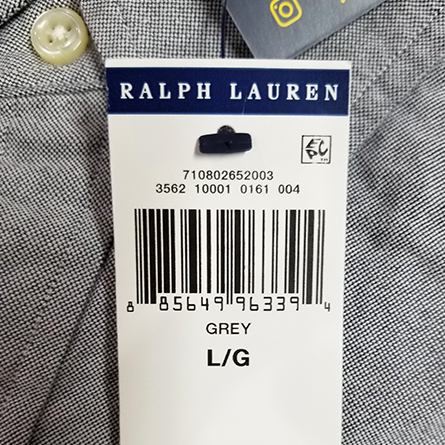 RALPH LAUREN
710802652003
3562 10001 0161 004
8 85649 96339 4
GREY
L/G